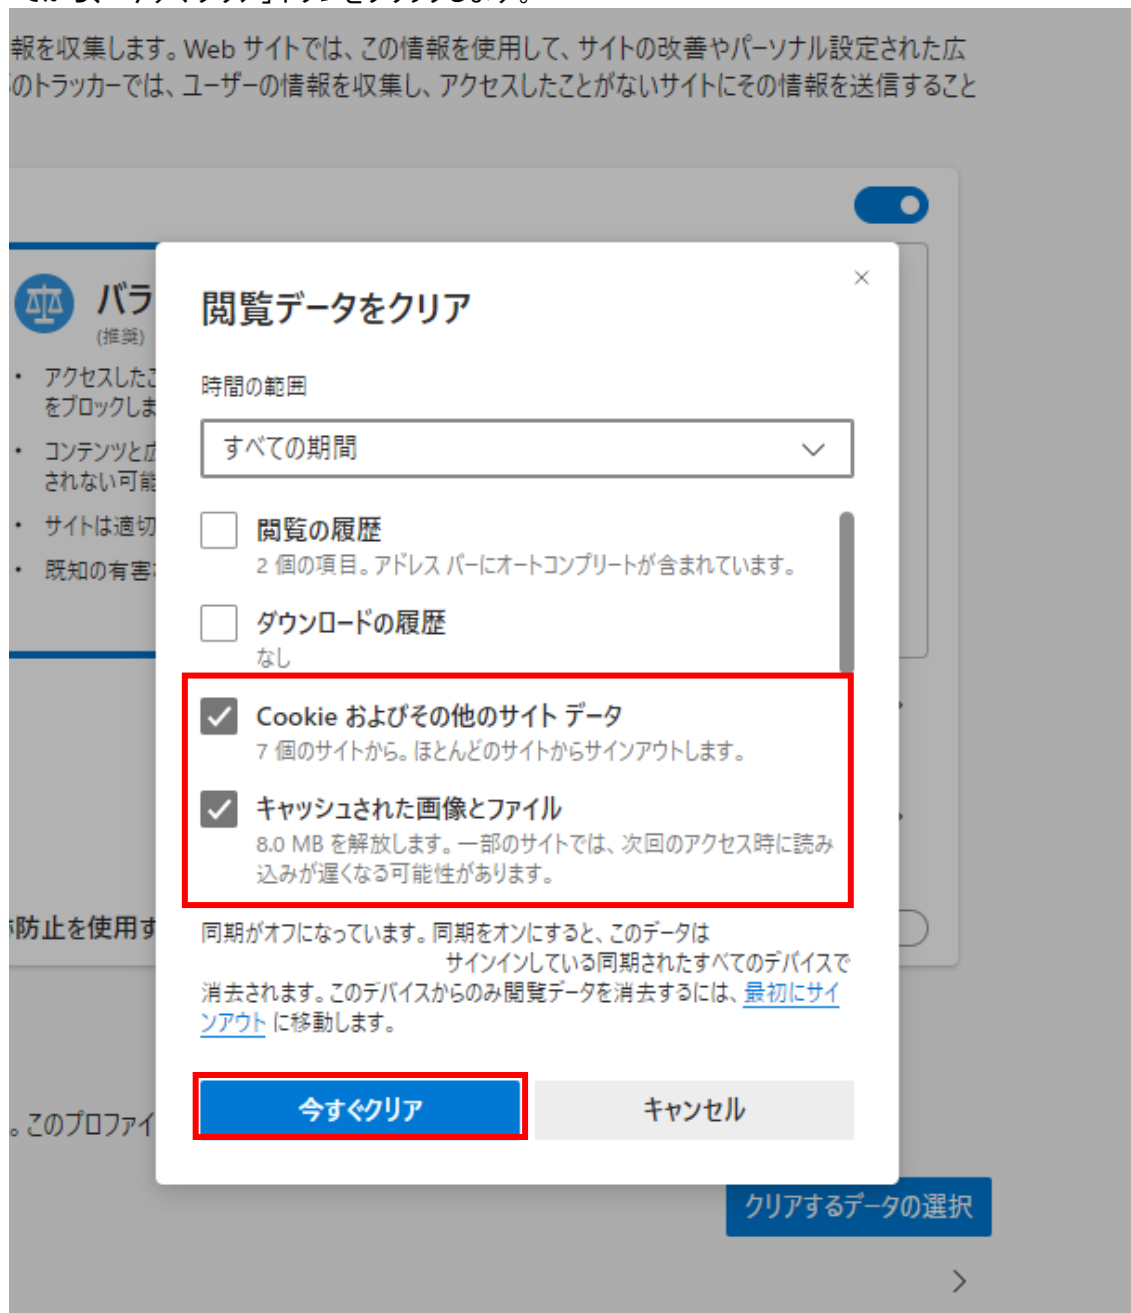 報を収集します。Web サイトでは、この情報を使用して、サイトの改善やパーソナル設定された広
のトラッカーでは、ユーザーの情報を収集し、アクセスしたことがないサイトにその情報を送信すること
バラ
(推奨)
・ アクセスしたこ
をブロックしま
・ コンテンツと広
されない可能
・ サイトは適切
・ 既知の有害
閲覧データをクリア
×
時間の範囲
すべての期間
閲覧の履歴
2 個の項目。アドレス バーにオートコンプリートが含まれています。
ダウンロードの履歴
なし
Cookie およびその他のサイト データ
7 個のサイトから。ほとんどのサイトからサインアウトします。
キャッシュされた画像とファイル
8.0 MB を解放します。一部のサイトでは、次回のアクセス時に読み
込みが遅くなる可能性があります。
防止を使用す
同期がオフになっています。同期をオンにすると、このデータは
サインインしている同期されたすべてのデバイスで
消去されます。このデバイスからのみ閲覧データを消去するには、最初にサイ
ンアウト に移動します。
今すぐクリア キャンセル
。このプロファイ
クリアするデータの選択